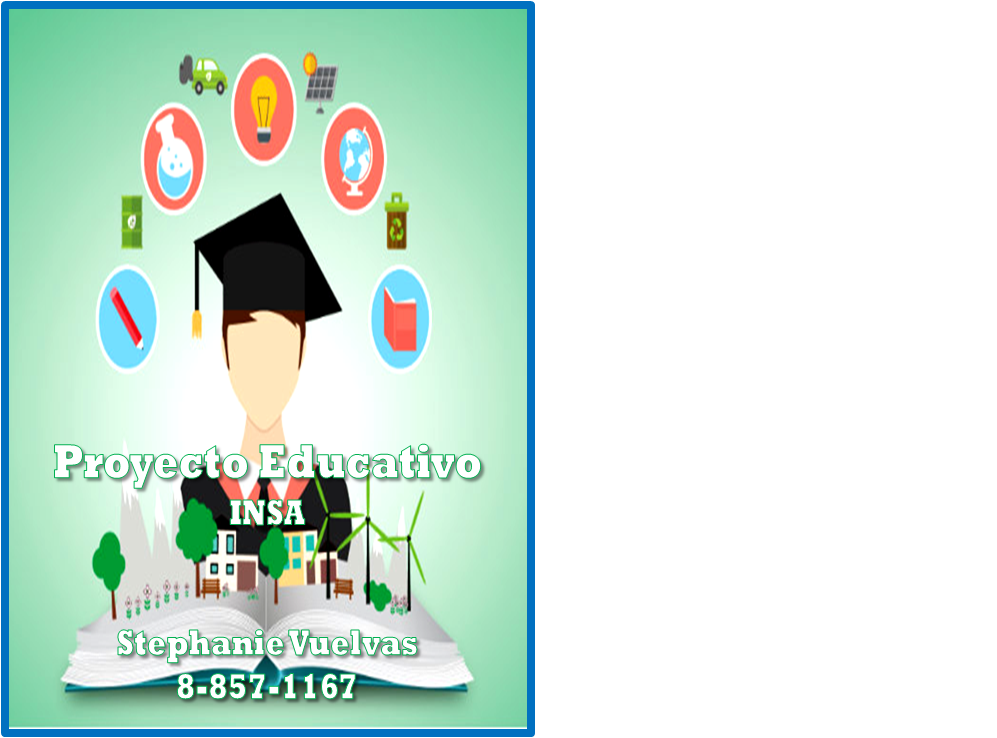 Proyecto Educativo
INSA
Stephanie Vuelvas
8-857-1167